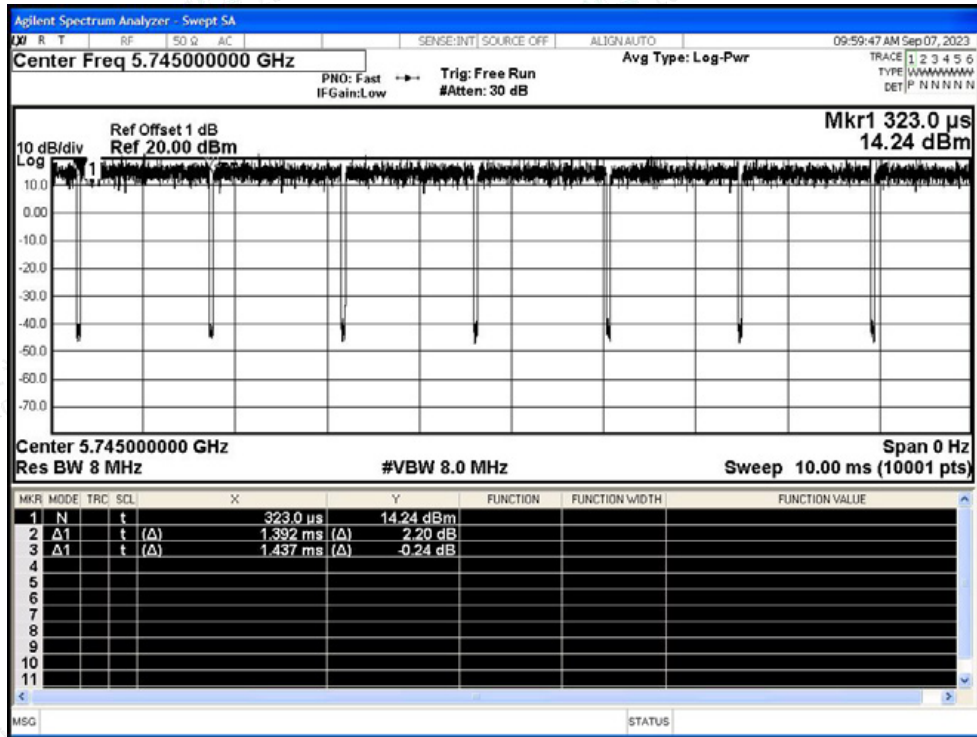 Agilent Spectrum Analyzer - Swept SA
LXI R T RF 50 Ω AC SENSE:INT SOURCE OFF ALIGNAUTO 09:59:47 AM Sep 07, 2023
Center Freq 5.745000000 GHz
PNO: Fast
IFGain:Low
Trig: Free Run
#Atten: 30 dB
Avg Type: Log-Pwr
TRACE 1 2 3 4 5 6
TYPE WWWWWW
DET P N N N N N
Mkr1 323.0 µs
14.24 dBm
Ref Offset 1 dB
10 dB/div Ref 20.00 dBm
Log
1
10.0
0.00
-10.0
-20.0
-30.0
-40.0
-50.0
-60.0
-70.0
Center 5.745000000 GHz Span 0 Hz
Res BW 8 MHz #VBW 8.0 MHz Sweep 10.00 ms (10001 pts)
MKR MODE TRC SCL X Y FUNCTION FUNCTION WIDTH FUNCTION VALUE
1 N t 323.0 µs 14.24 dBm
2 Δ1 t (Δ) 1.392 ms (Δ) 2.20 dB
3 Δ1 t (Δ) 1.437 ms (Δ) -0.24 dB
4
5
6
7
8
9
10
11
MSG STATUS